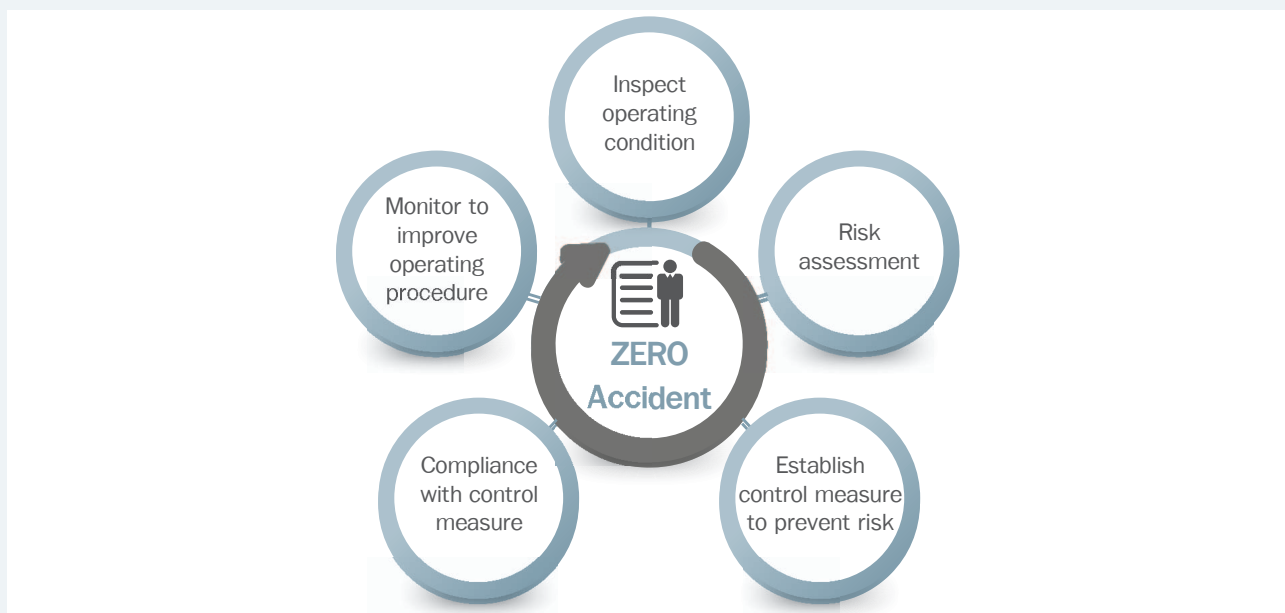 Inspect
operating
condition
Risk
assessment
Establish
control measure
to prevent risk
Compliance
with control
measure
Monitor to
improve
operating
procedure
ZERO
Accident